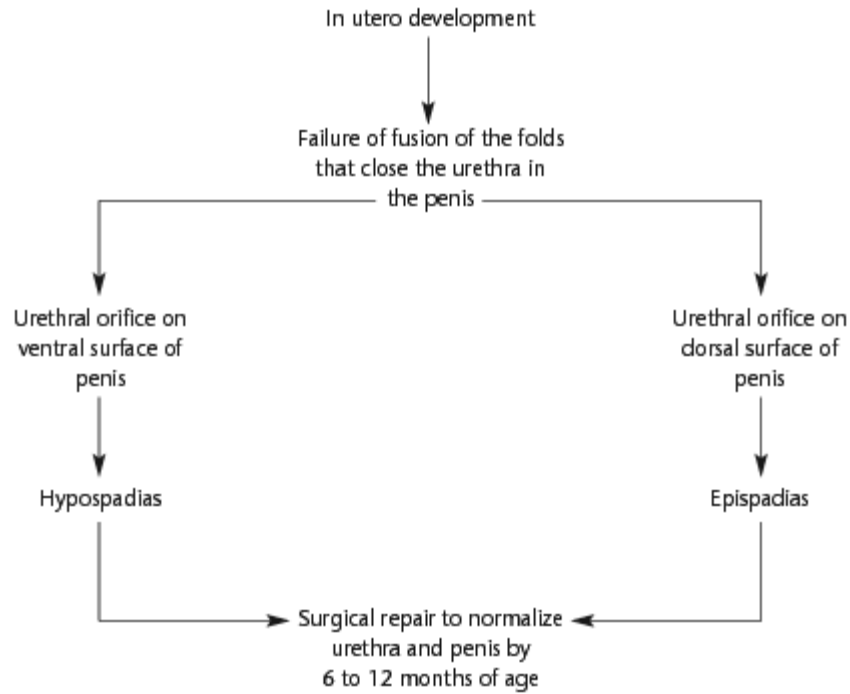 In utero development
Failure of fusion of the folds
that close the urethra in
the penis
Urethral orifice on
ventral surface of
penis
Urethral orifice on
dorsal surface of
penis
Hypospadias
Epispadias
Surgical repair to normalize
urethra and penis by
6 to 12 months of age